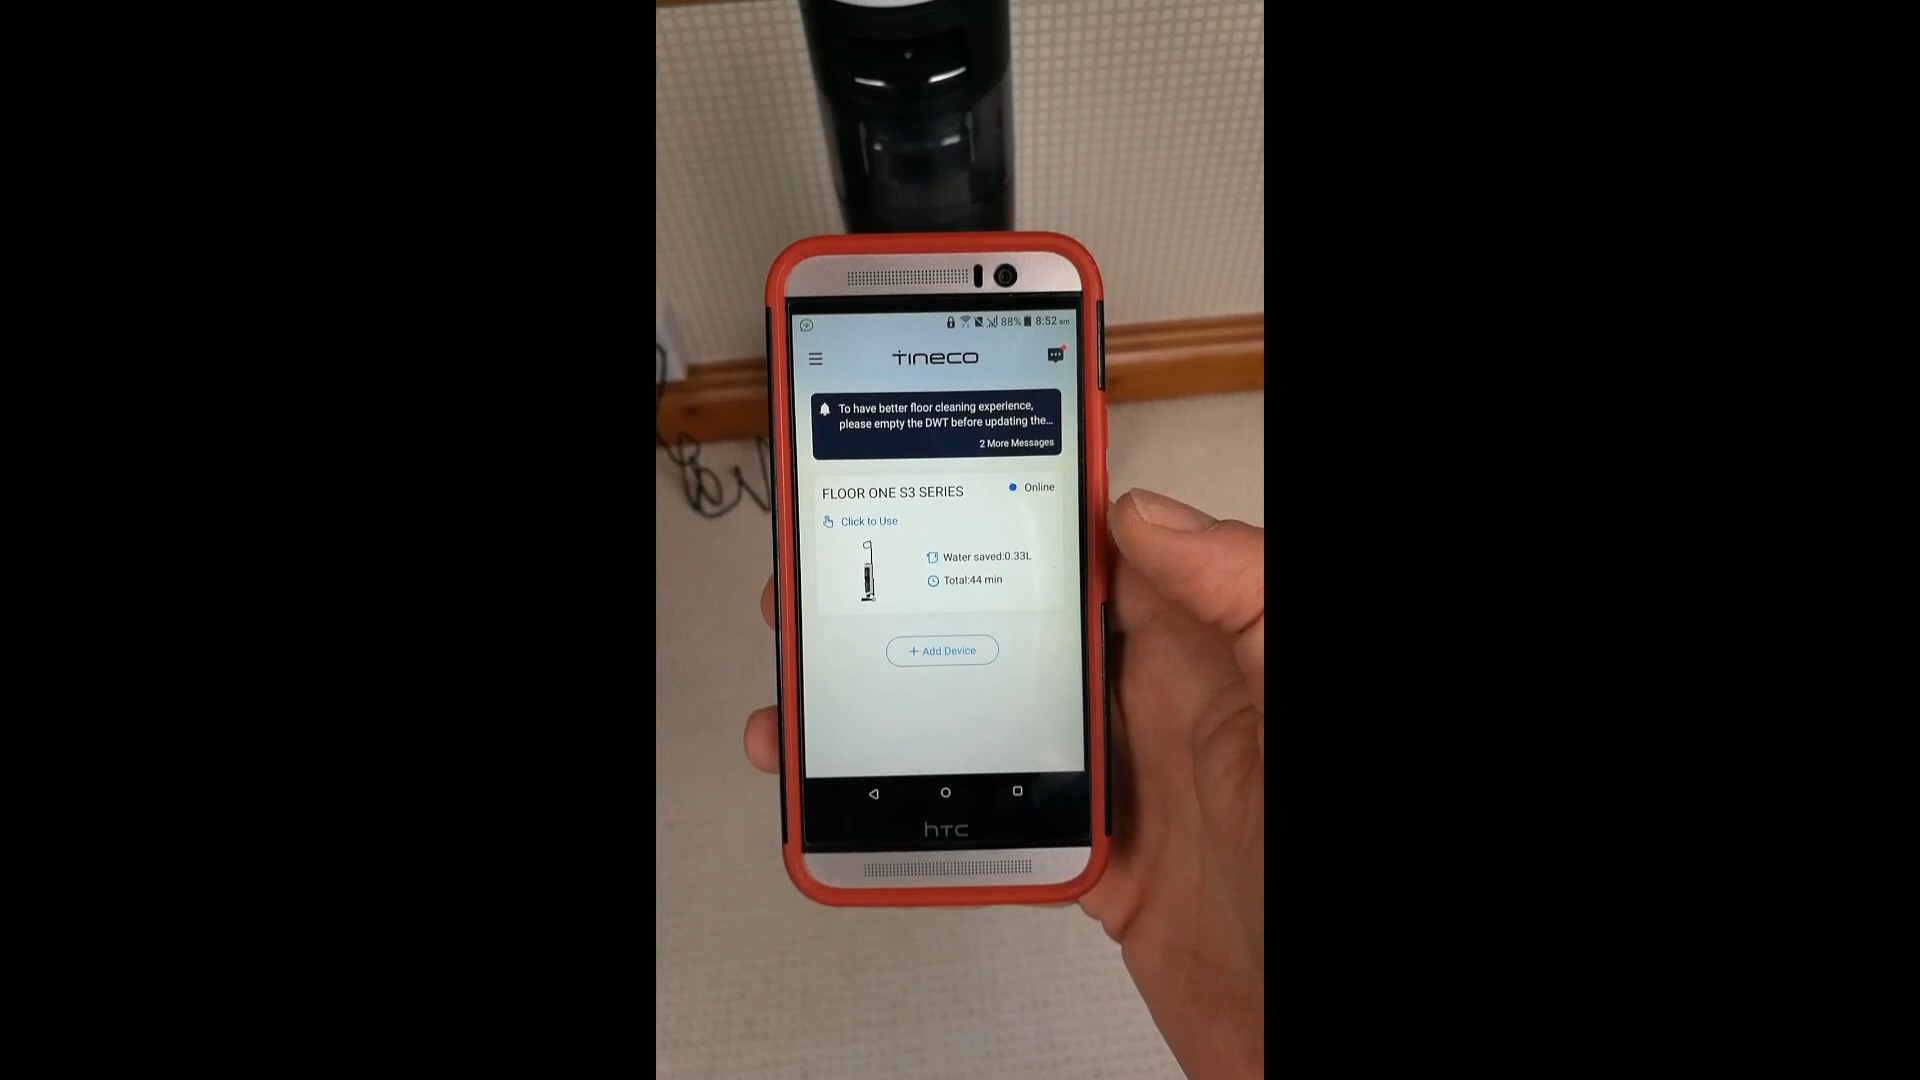 88% 8:52 am
TINECO
To have better floor cleaning experience,
please empty the DWT before updating the...
2 More Messages
FLOOR ONE S3 SERIES
Online
Click to Use
Water saved:0.33L
Total:44 min
+ Add Device
hTC